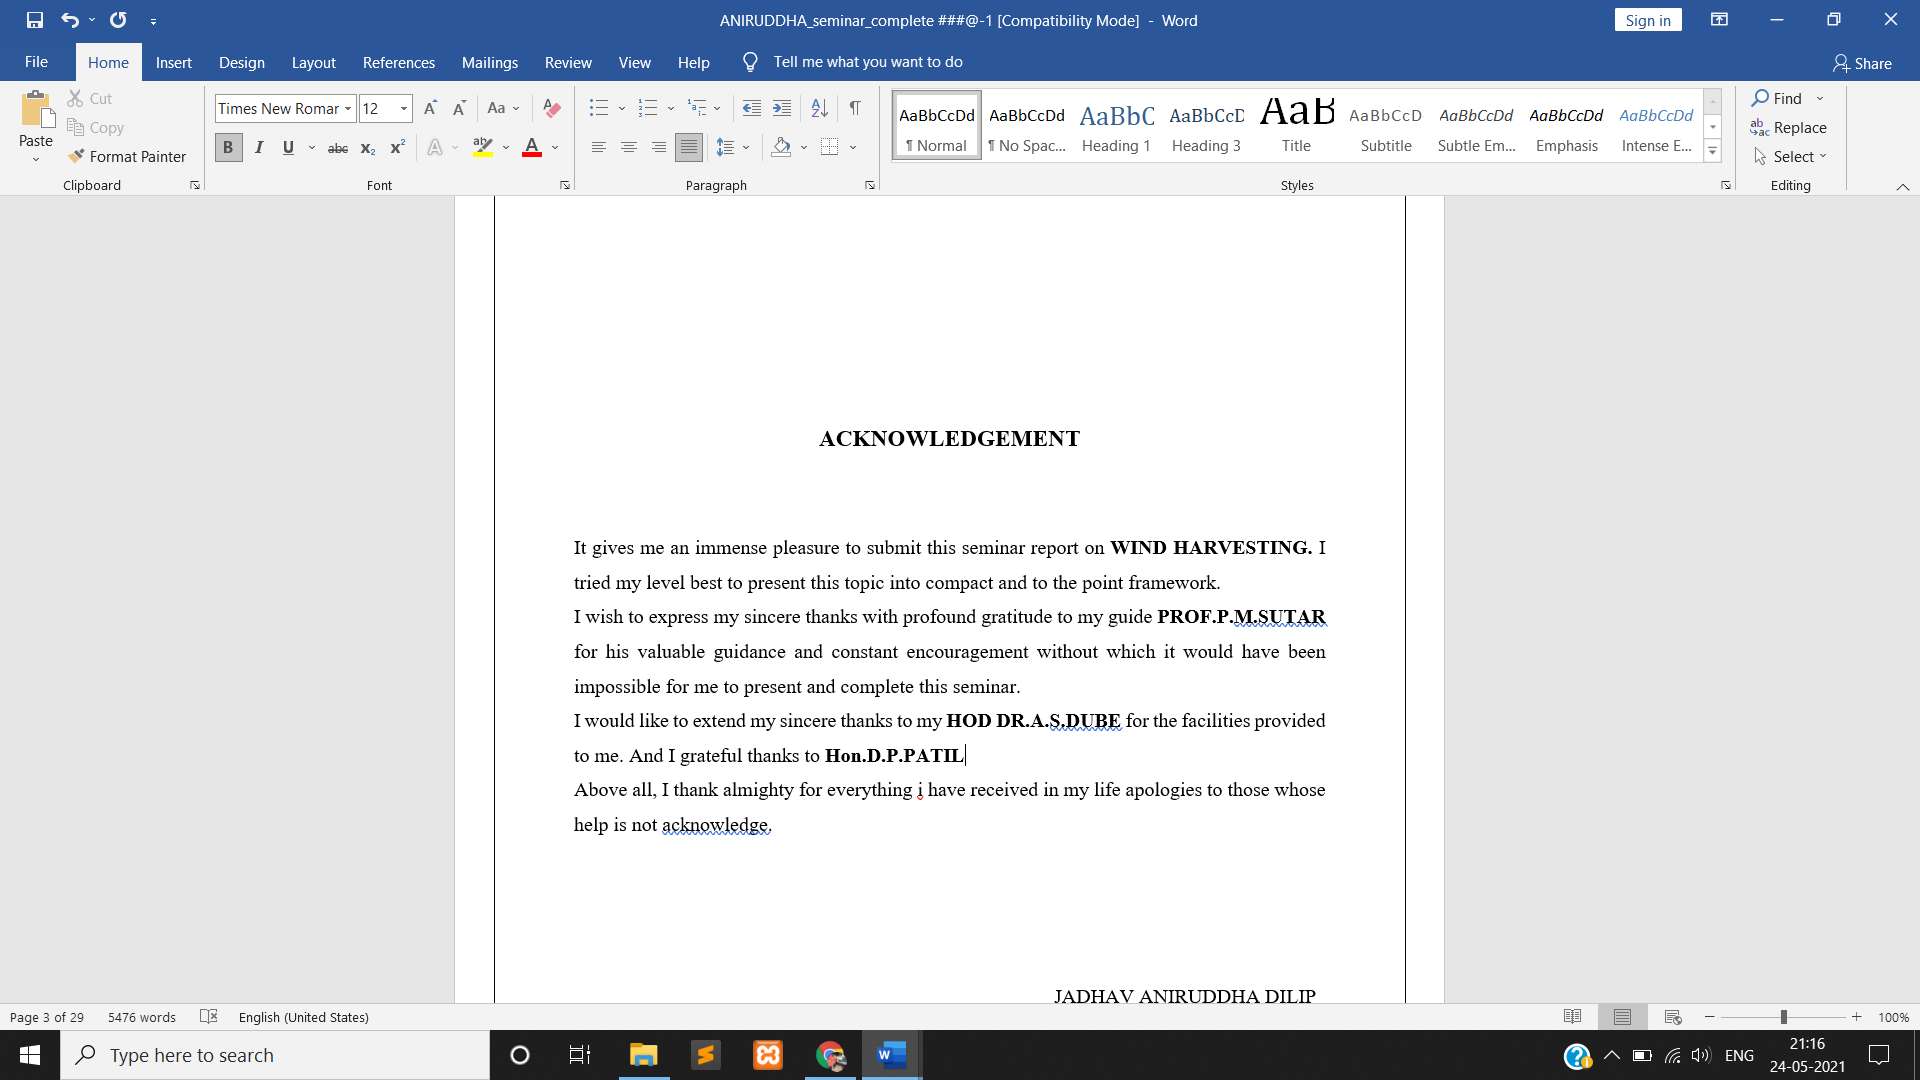 ANIRUDDHA_seminar_complete ###@-1 [Compatibility Mode] - Word
Sign in
File Home Insert Design Layout References Mailings Review View Help Tell me what you want to do Share
Paste
Cut
Copy
Format Painter
Clipboard
Times New Romar 12 Aa
B I U abc x₂ x² A ab A
Font
Paragraph
AaBbCcDd AaBbCcDd AaBbC AaBbCcD AaB AaBbCcD AaBbCcDd AaBbCcDd AaBbCcDd
¶ Normal ¶ No Spac... Heading 1 Heading 3 Title Subtitle Subtle Em... Emphasis Intense E...
Styles
Find
Replace
Select
Editing
ACKNOWLEDGEMENT
It gives me an immense pleasure to submit this seminar report on WIND HARVESTING. I
tried my level best to present this topic into compact and to the point framework.
I wish to express my sincere thanks with profound gratitude to my guide PROF.P.M.SUTAR
for his valuable guidance and constant encouragement without which it would have been
impossible for me to present and complete this seminar.
I would like to extend my sincere thanks to my HOD DR.A.S.DUBE for the facilities provided
to me. And I grateful thanks to Hon.D.P.PATIL
Above all, I thank almighty for everything i have received in my life apologies to those whose
help is not acknowledge.
JADHAV ANIRUDDHA DILIP
Page 3 of 29 5476 words English (United States) 100%
Type here to search
ENG
21:16
24-05-2021